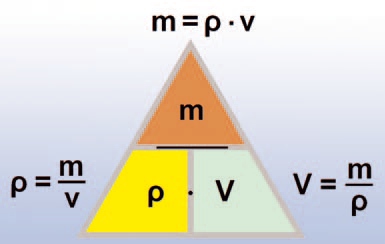 m = ρ · v
m
ρ = m/v
ρ · V
V = m/ρ